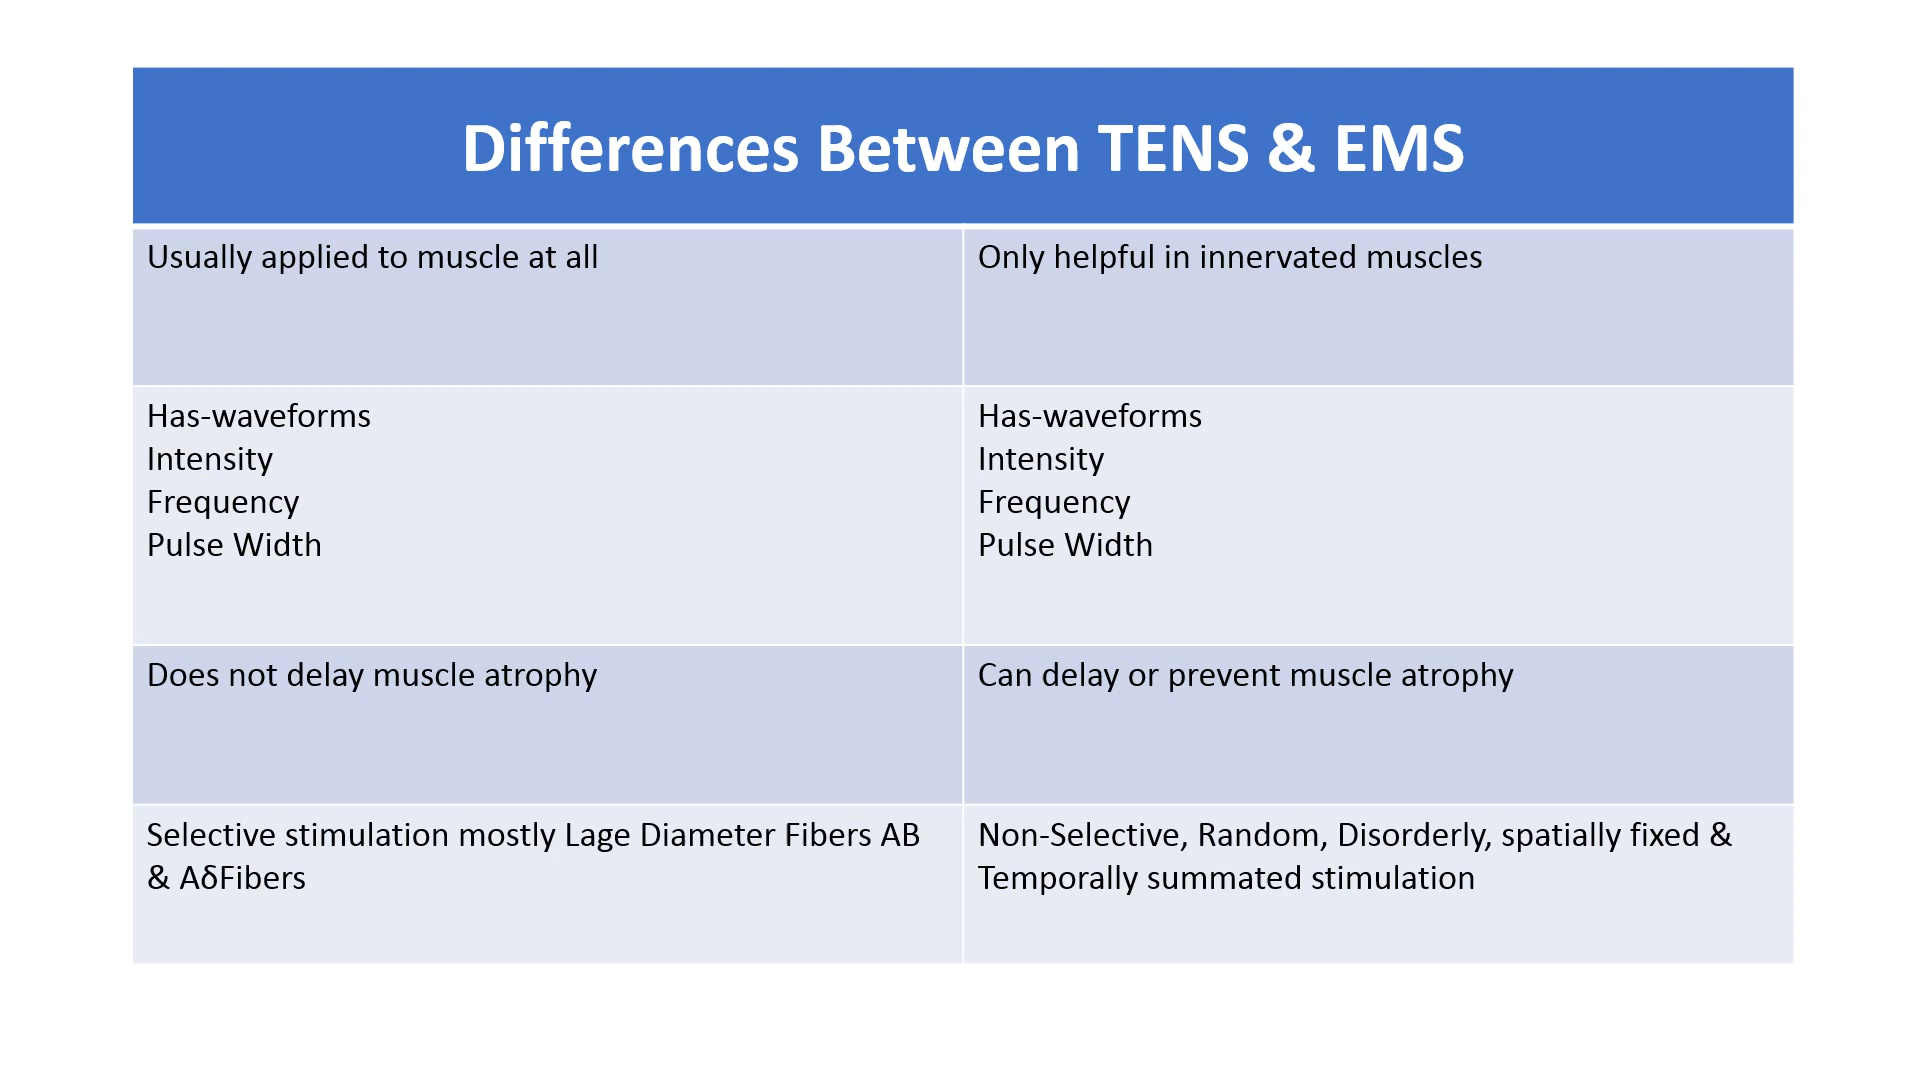 Differences Between TENS & EMS
Usually applied to muscle at all
Only helpful in innervated muscles
Has-waveforms
Intensity
Frequency
Pulse Width
Has-waveforms
Intensity
Frequency
Pulse Width
Does not delay muscle atrophy
Can delay or prevent muscle atrophy
Selective stimulation mostly Lage Diameter Fibers AB
& AδFibers
Non-Selective, Random, Disorderly, spatially fixed &
Temporally summated stimulation